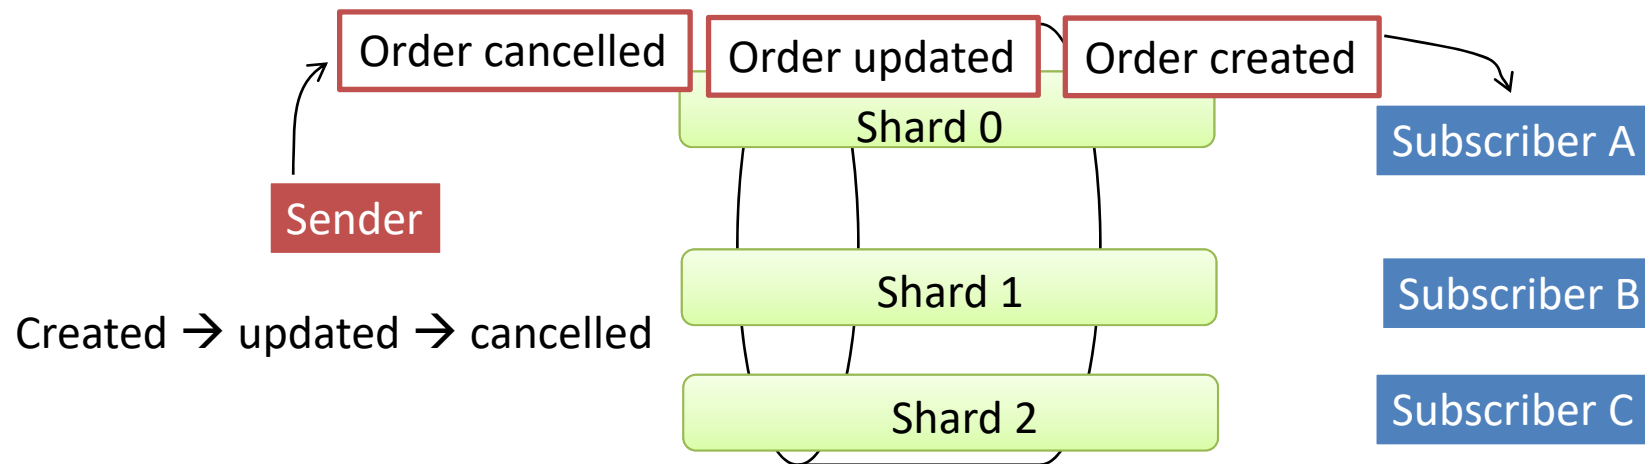 Order cancelled
Order updated
Order created
Shard 0
Subscriber A
Sender
Shard 1
Subscriber B
Created → updated → cancelled
Shard 2
Subscriber C